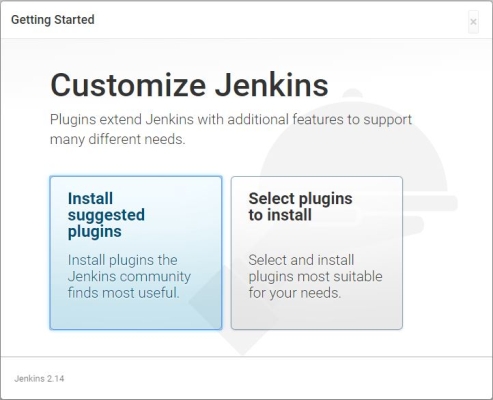 Getting Started
×
Customize Jenkins
Plugins extend Jenkins with additional features to support
many different needs.
Install
suggested
plugins
Install plugins the
Jenkins community
finds most useful.
Select plugins
to install
Select and install
plugins most suitable
for your needs.
Jenkins 2.14